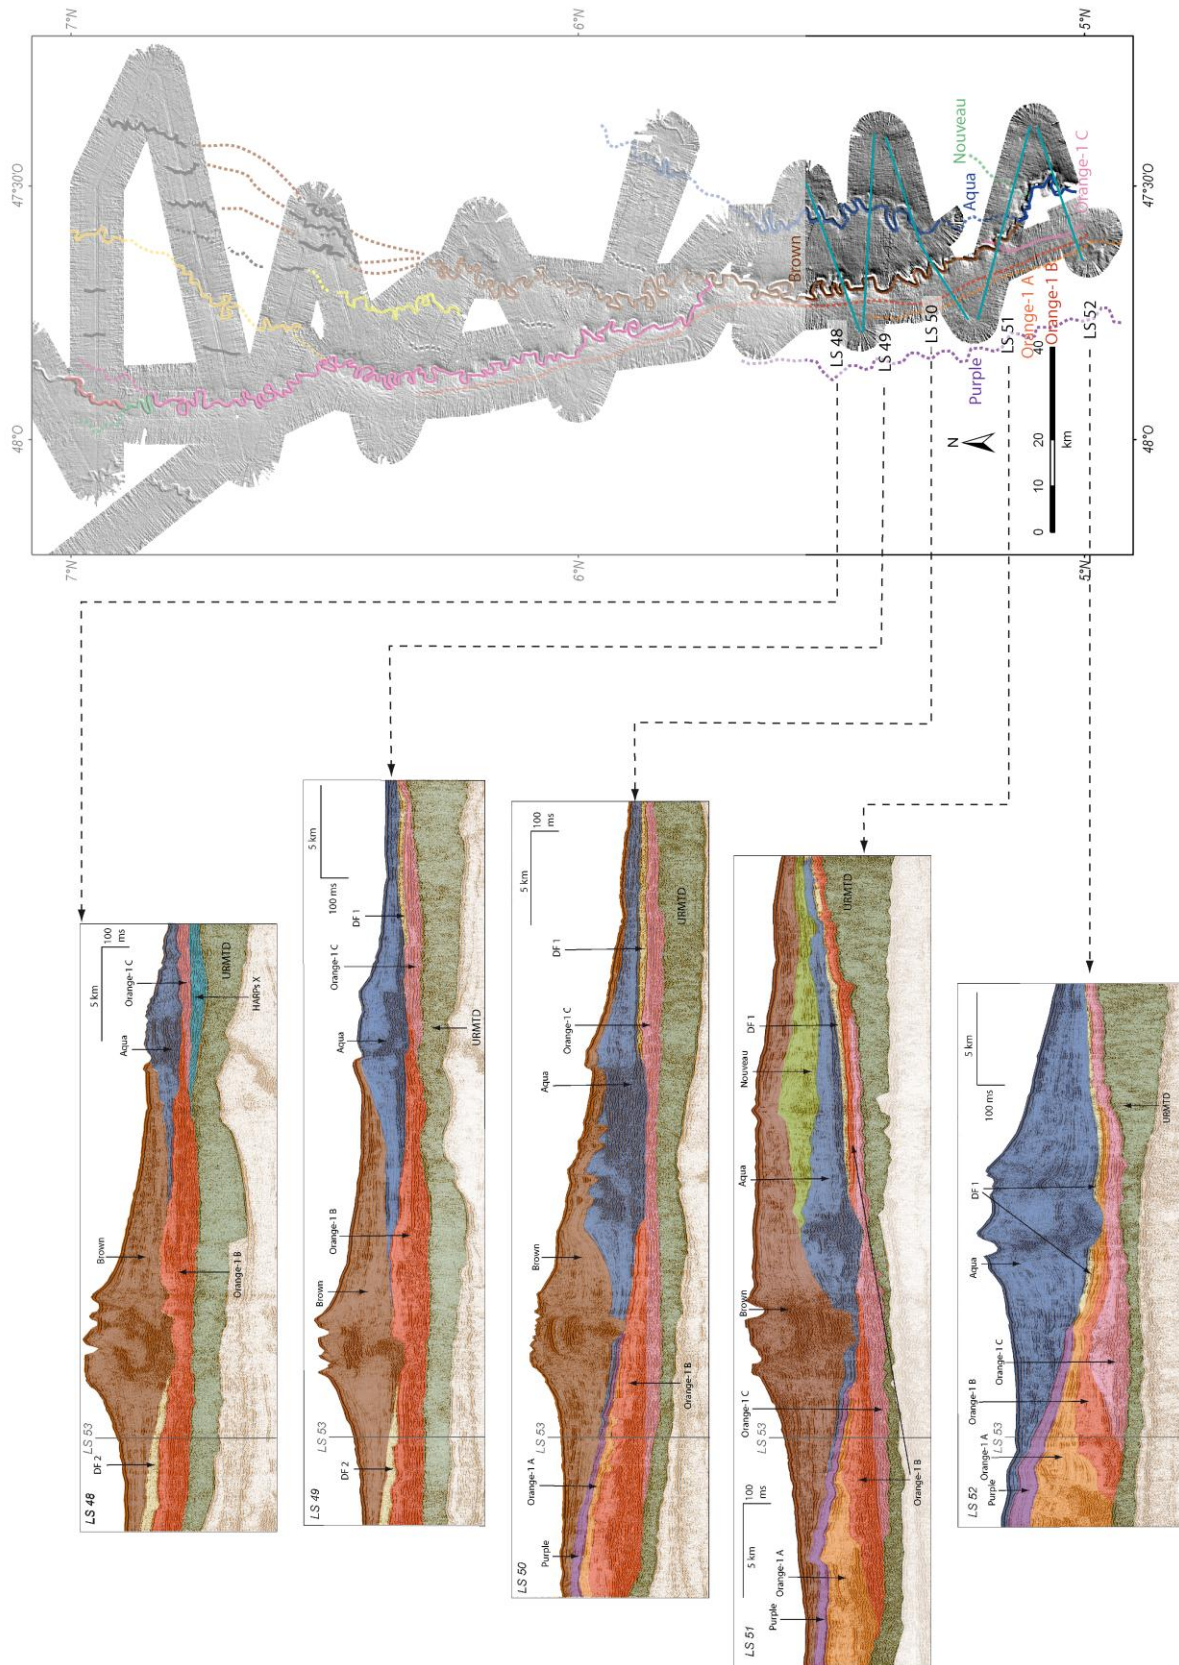 7°N
6°N
5°N
47°30'O
48°O
Nouveau
Aqua
Orange-1 C
Brown
LS 48
LS 49
LS 50
LS 51
LS 52
Orange-1 A
Orange-1 B
Purple
N
0
10
20
40
km
47°30'O
48°O
7°N
6°N
5°N
LS 48
LS 53
DF 2
Brown
Orange-1 B
Aqua
Orange-1 C
HARPs X
URMTD
5 km
100
ms
LS 49
LS 53
DF 2
Brown
Orange-1 B
Aqua
Orange-1 C
DF 1
URMTD
5 km
100 ms
LS 50
LS 53
Purple
Orange-1 A
Orange-1 B
Brown
Aqua
Orange-1 C
DF 1
URMTD
5 km
100
ms
LS 51
LS 53
5 km
100 ms
Purple
Orange-1 A
Orange-1 B
Orange-1 C
Brown
Aqua
Nouveau
DF 1
URMTD
LS 52
LS 53
Purple
Orange-1 A
Orange-1 B
Orange-1 C
Aqua
DF 1
URMTD
100 ms
5 km